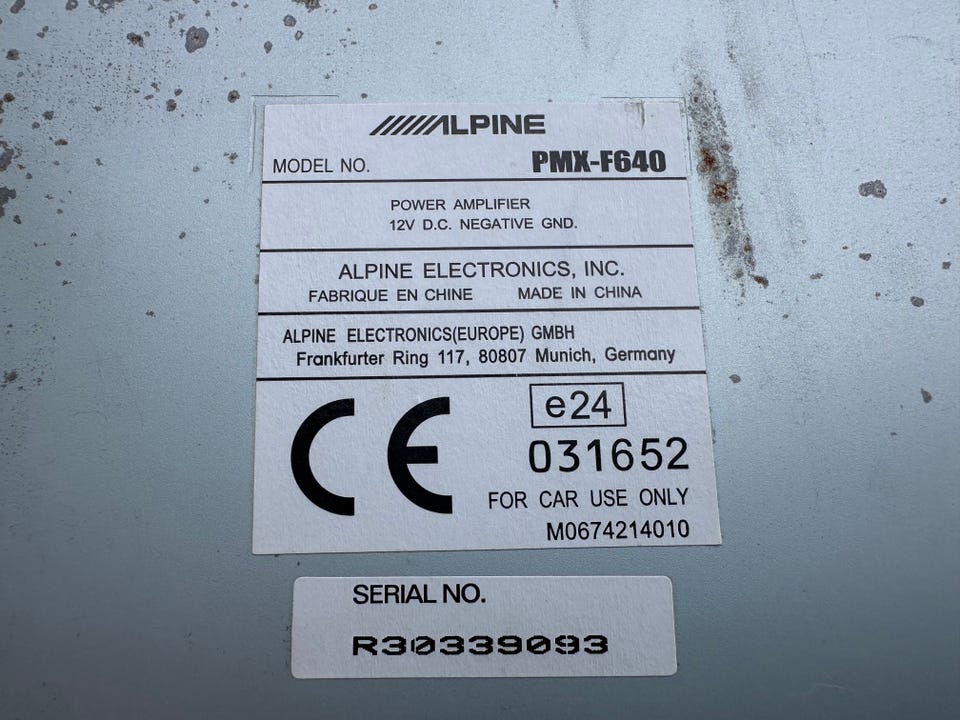 ALPINE
MODEL NO. PMX-F640
POWER AMPLIFIER
12V D.C. NEGATIVE GND.
ALPINE ELECTRONICS, INC.
FABRIQUE EN CHINE MADE IN CHINA
ALPINE ELECTRONICS(EUROPE) GMBH
Frankfurter Ring 117, 80807 Munich, Germany
CE
e24
031652
FOR CAR USE ONLY
M0674214010
SERIAL NO.
R30339093